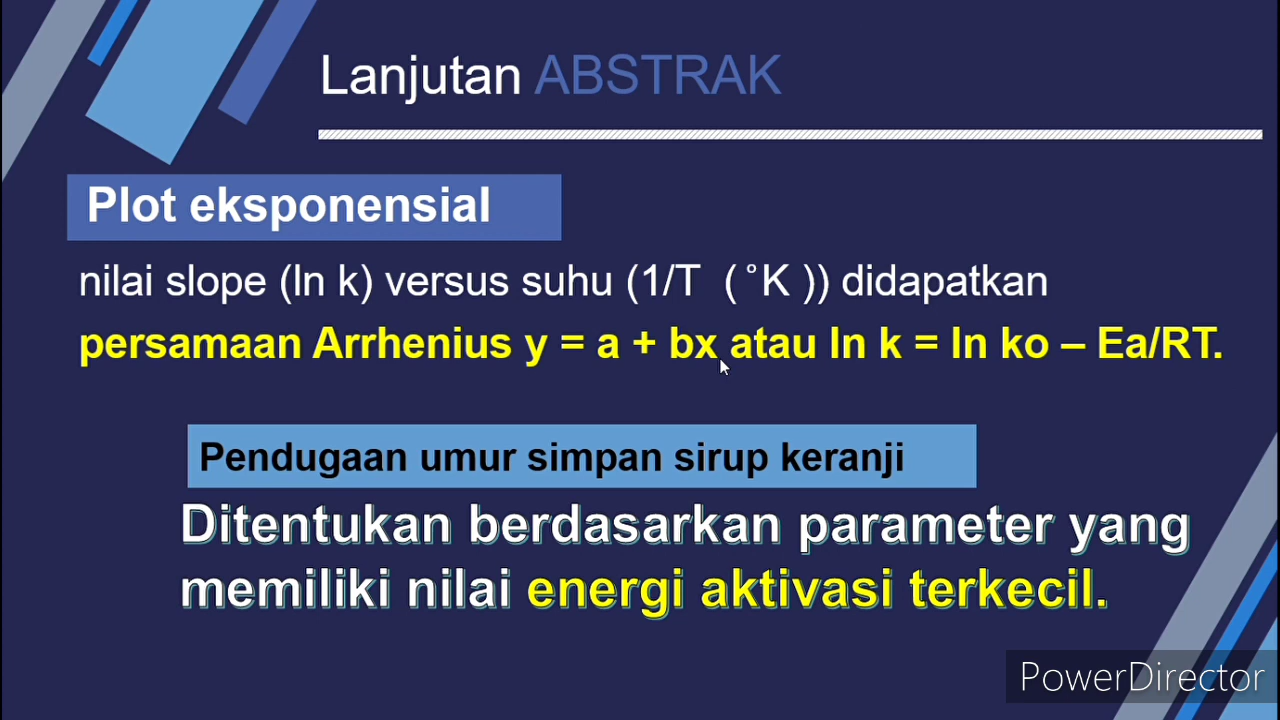 Lanjutan ABSTRAK
Plot eksponensial
nilai slope (ln k) versus suhu (1/T ( °K )) didapatkan
persamaan Arrhenius y = a + bx atau ln k = ln ko – Ea/RT.
Pendugaan umur simpan sirup keranji
Ditentukan berdasarkan parameter yang
memiliki nilai energi aktivasi terkecil.
PowerDirector